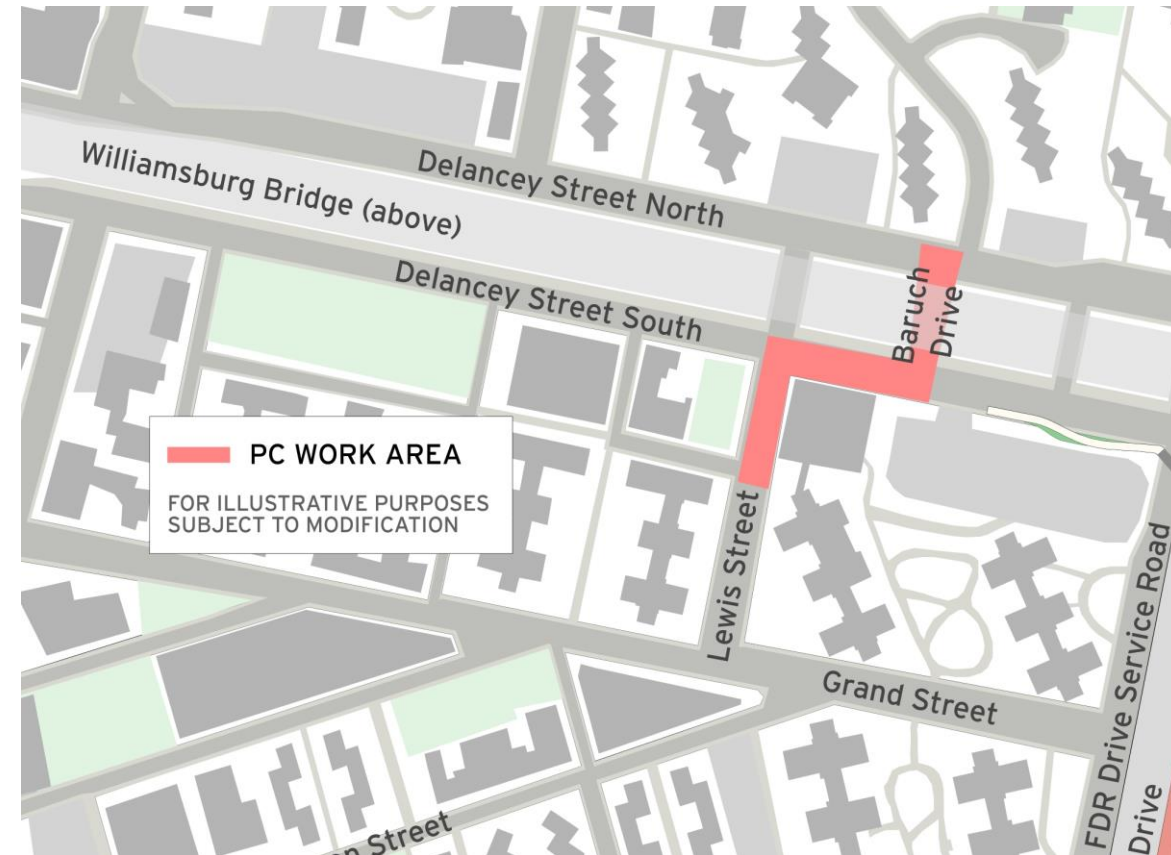 Williamsburg Bridge (above)
Delancey Street North
Delancey Street South
Baruch
Drive
PC WORK AREA
FOR ILLUSTRATIVE PURPOSES
SUBJECT TO MODIFICATION
Lewis Street
Grand Street
FDR Drive Service Road
Drive
Street